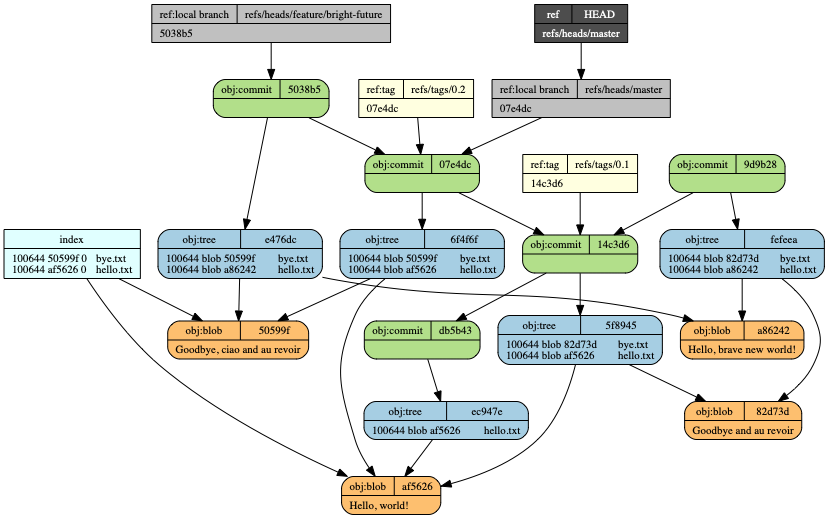 ref:local branch refs/heads/feature/bright-future
5038b5
ref HEAD
refs/heads/master
obj:commit 5038b5
ref:tag refs/tags/0.2
07e4dc
ref:local branch refs/heads/master
07e4dc
obj:commit 07e4dc
ref:tag refs/tags/0.1
14c3d6
obj:commit 9d9b28
index
100644 50599f 0 bye.txt
100644 af5626 0 hello.txt
obj:tree e476dc
100644 blob 50599f bye.txt
100644 blob a86242 hello.txt
obj:tree 6f4f6f
100644 blob 50599f bye.txt
100644 blob af5626 hello.txt
obj:commit 14c3d6
obj:tree fefeea
100644 blob 82d73d bye.txt
100644 blob a86242 hello.txt
obj:blob 50599f
Goodbye, ciao and au revoir
obj:commit db5b43
obj:tree 5f8945
100644 blob 82d73d bye.txt
100644 blob af5626 hello.txt
obj:blob a86242
Hello, brave new world!
obj:tree ec947e
100644 blob af5626 hello.txt
obj:blob 82d73d
Goodbye and au revoir
obj:blob af5626
Hello, world!